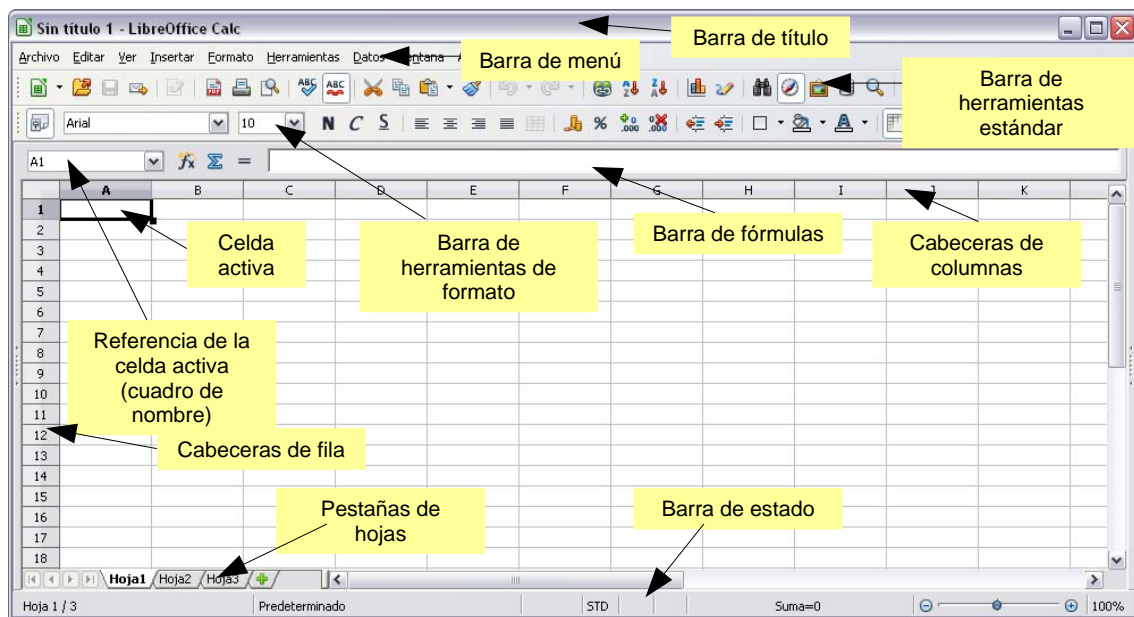 Sin título 1 - LibreOffice Calc
Barra de título
Archivo Editar Ver Insertar Formato Herramientas Datos
Barra de menú
Barra de
herramientas
estándar
Arial 10 N C S
A1
A B C D E F G H I J K
1
2
3
4
5
6
7
8
9
10
11
12
13
14
15
16
17
18
Celda
activa
Barra de
herramientas de
formato
Barra de fórmulas
Cabeceras de
columnas
Referencia de la
celda activa
(cuadro de
nombre)
Cabeceras de fila
Pestañas de
hojas
Barra de estado
Hoja1 Hoja2 Hoja3
Hoja 1 / 3 Predeterminado STD Suma=0 100%